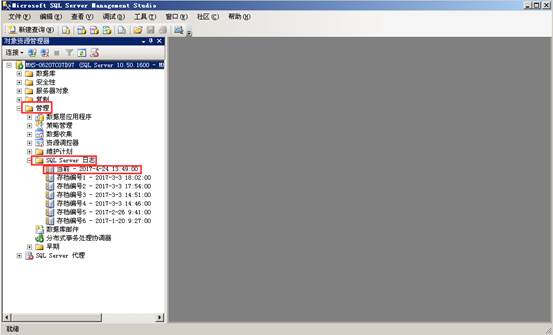 Microsoft SQL Server Management Studio
文件(F) 编辑(E) 查看(V) 调试(D) 工具(T) 窗口(W) 社区(C) 帮助(H)
新建查询(N)
对象资源管理器
连接
(SQL Server 10.50.1600 -
数据库
安全性
服务器对象
复制
管理
数据层应用程序
策略管理
数据收集
资源调控器
维护计划
SQL Server 日志
当前 - 2017-4-24 13:49:00
存档编号1 - 2017-3-3 18:02:00
存档编号2 - 2017-3-3 17:54:00
存档编号3 - 2017-3-3 14:51:00
存档编号4 - 2017-3-3 14:46:00
存档编号5 - 2017-2-26 9:41:00
存档编号6 - 2017-1-20 9:27:00
数据库邮件
分布式事务处理协调器
早期
SQL Server 代理
就绪